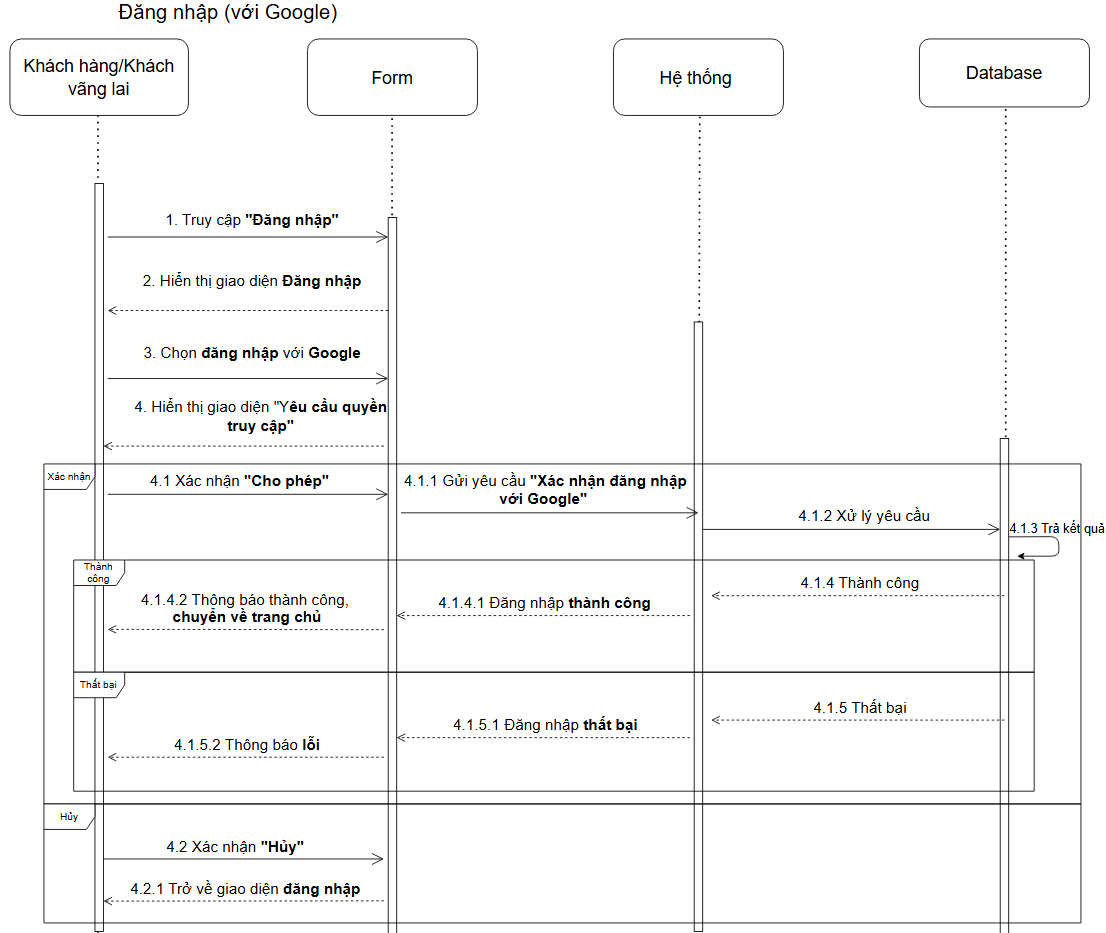 Đăng nhập (với Google)
Khách hàng/Khách
vãng lai
Form
Hệ thống
Database
1. Truy cập "Đăng nhập"
2. Hiển thị giao diện Đăng nhập
3. Chọn đăng nhập với Google
4. Hiển thị giao diện "Yêu cầu quyền
truy cập"
Xác nhận
4.1 Xác nhận "Cho phép"
4.1.1 Gửi yêu cầu "Xác nhận đăng nhập
với Google"
4.1.2 Xử lý yêu cầu
4.1.3 Trả kết quả
Thành
công
4.1.4 Thành công
4.1.4.1 Đăng nhập thành công
4.1.4.2 Thông báo thành công,
chuyển về trang chủ
Thất bại
4.1.5 Thất bại
4.1.5.1 Đăng nhập thất bại
4.1.5.2 Thông báo lỗi
Hủy
4.2 Xác nhận "Hủy"
4.2.1 Trở về giao diện đăng nhập